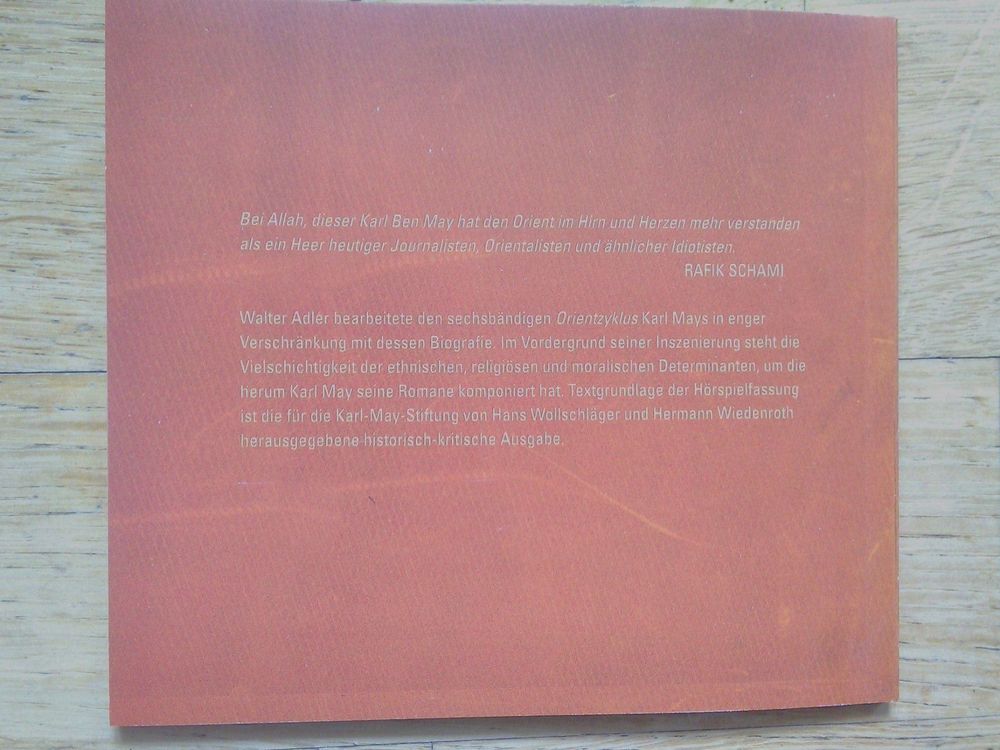 Bei Allah, dieser Karl Ben May hat den Orient im Hirn und Herzen mehr verstanden
als ein Heer heutiger Journalisten, Orientalisten und ähnlicher Idiotisten.
RAFIK SCHAMI
Walter Adler bearbeitete den sechsbändigen Orientzyklus Karl Mays in enger
Verschränkung mit dessen Biografie. Im Vordergrund seiner Inszenierung steht die
Vielschichtigkeit der ethnischen, religiösen und moralischen Determinanten, um die
herum Karl May seine Romane komponiert hat. Textgrundlage der Hörspielfassung
ist die für die Karl-May-Stiftung von Hans Wollschläger und Hermann Wiedenroth
herausgegebene historisch-kritische Ausgabe.